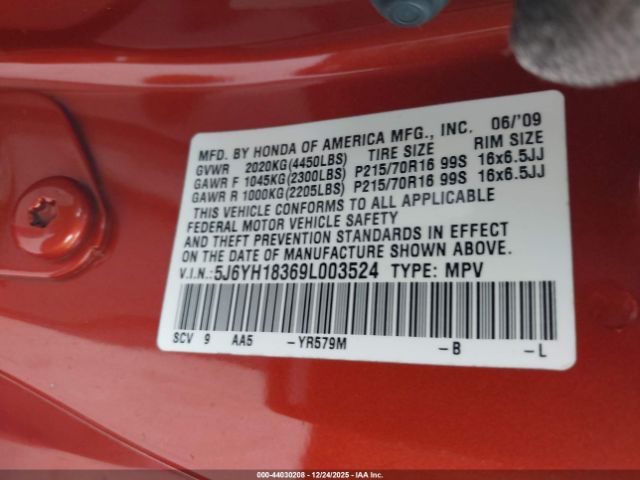 MFD. BY HONDA OF AMERICA MFG., INC. 06/'09
GVWR 2020KG(4450LBS) TIRE SIZE RIM SIZE
GAWR F 1045KG(2300LBS) P215/70R16 99S 16x6.5JJ
GAWR R 1000KG(2205LBS) P215/70R16 99S 16x6.5JJ
THIS VEHICLE CONFORMS TO ALL APPLICABLE
FEDERAL MOTOR VEHICLE SAFETY
AND THEFT PREVENTION STANDARDS IN EFFECT
ON THE DATE OF MANUFACTURE SHOWN ABOVE.
V.I.N.: 5J6YH18369L003524 TYPE: MPV
SCV 9 AA5 -YR579M -B -L
000-44030208 - 12/24/2025 - IAAI.com